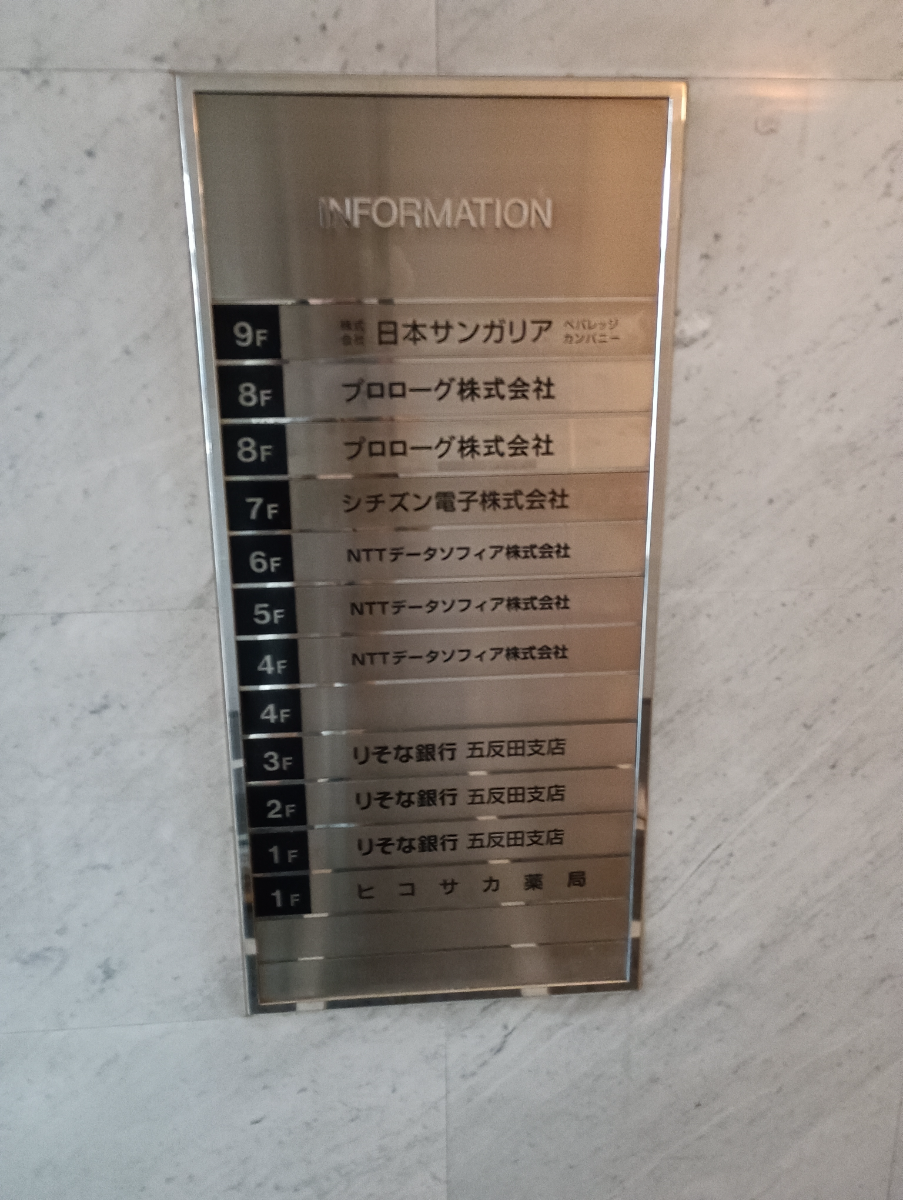 INFORMATION
9F 株式会社 日本サンガリア ベバレッジカンパニー
8F プロローグ株式会社
8F プロローグ株式会社
7F シチズン電子株式会社
6F NTTデータソフィア株式会社
5F NTTデータソフィア株式会社
4F NTTデータソフィア株式会社
4F
3F りそな銀行 五反田支店
2F りそな銀行 五反田支店
1F りそな銀行 五反田支店
1F ヒコサカ薬局